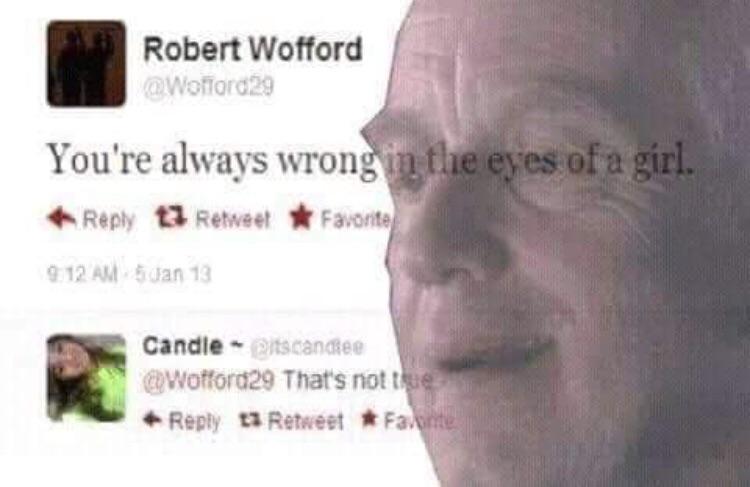 Robert Wofford
@Wofford29
You're always wrong in the eyes of a girl.
Reply Retweet Favorite
9:12 AM - 5 Jan 13
Candle ~ @itscandlee
@Wofford29 That's not true
Reply Retweet Favorite